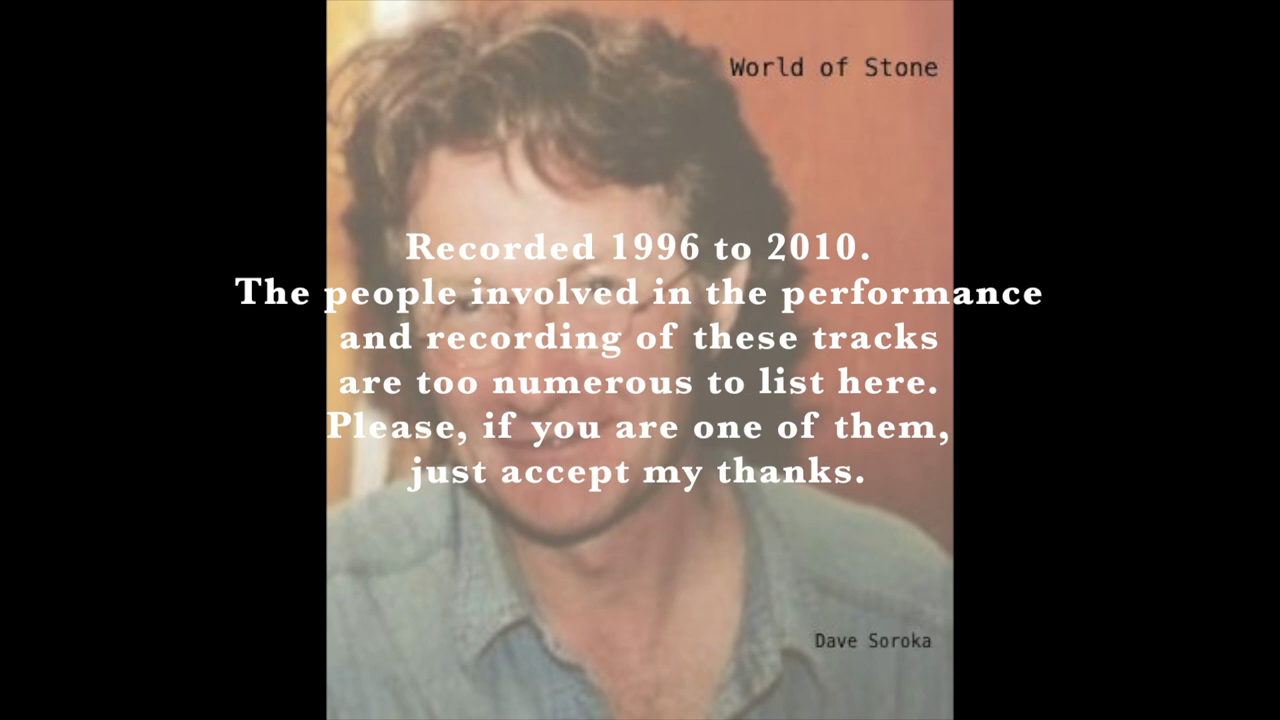 World of Stone
Recorded 1996 to 2010.
The people involved in the performance
and recording of these tracks
are too numerous to list here.
Please, if you are one of them,
just accept my thanks.
Dave Soroka